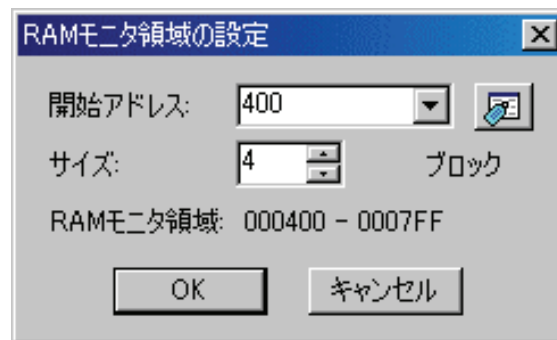 RAMモニタ領域の設定
開始アドレス: 400
サイズ: 4 ブロック
RAMモニタ領域: 000400 - 0007FF
OK キャンセル